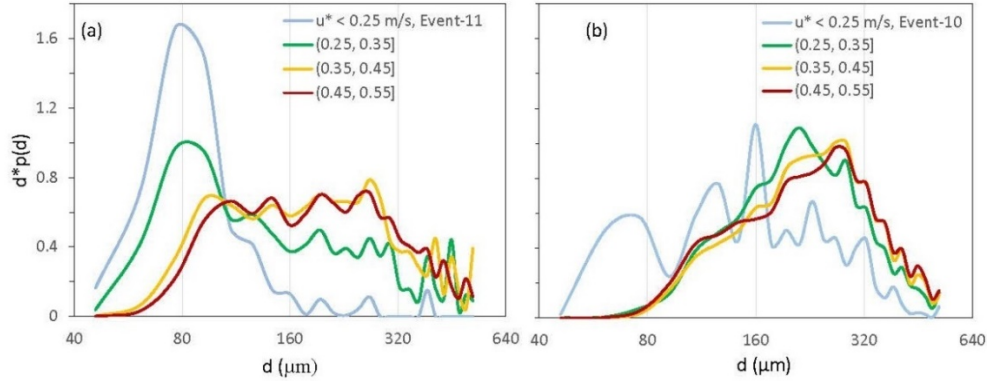 (a)
u* < 0.25 m/s, Event-11
(0.25, 0.35]
(0.35, 0.45]
(0.45, 0.55]
d*p(d)
1.6
1.2
0.8
0.4
0
40 80 160 320 640
d (μm)
(b)
u* < 0.25 m/s, Event-10
(0.25, 0.35]
(0.35, 0.45]
(0.45, 0.55]
40 80 160 320 640
d (μm)